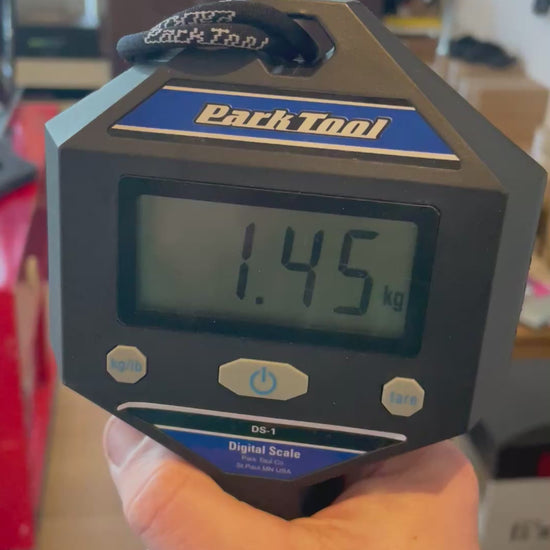 Park Tool
Park Tool
1.45 kg
kg/lb
tare
DS-1
Digital Scale
Park Tool Co.
St.Paul, MN USA